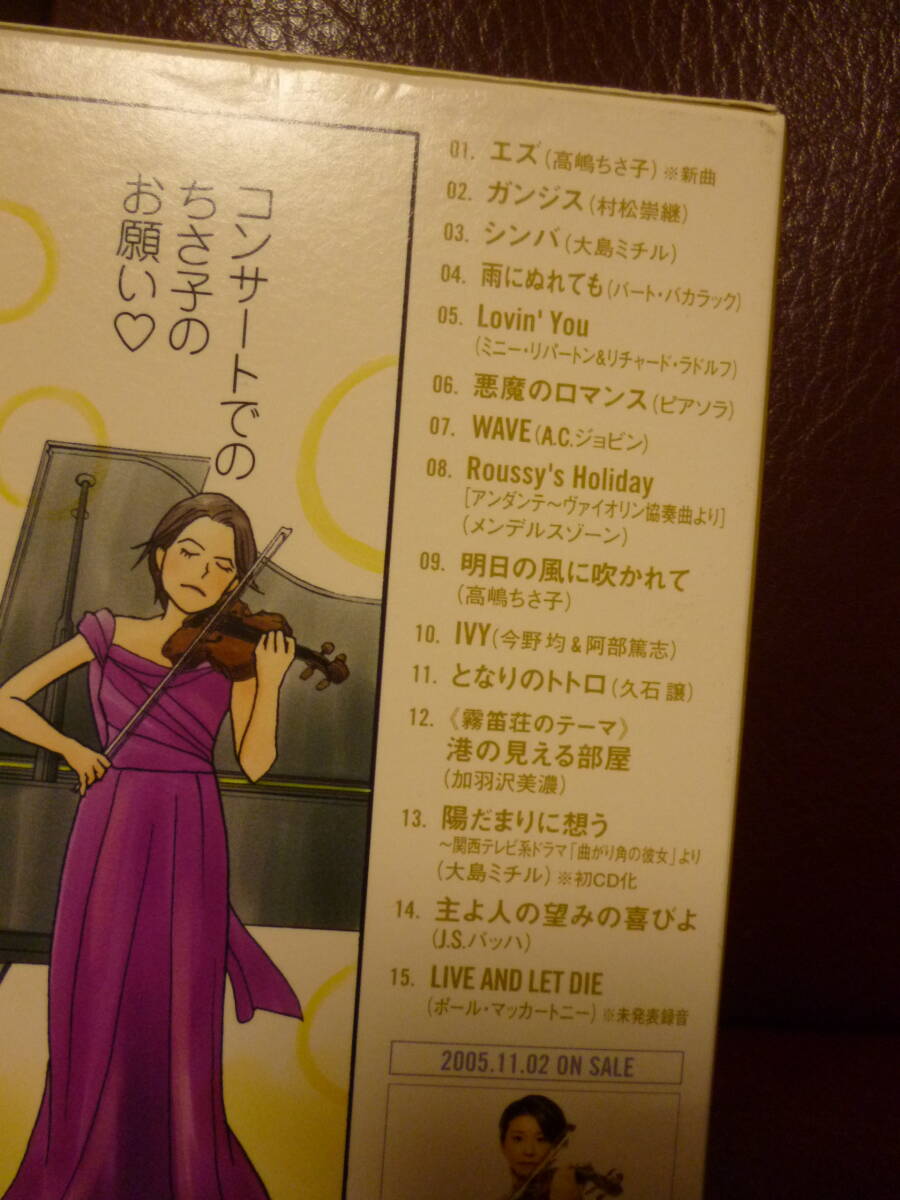 コンサートでの
ちさ子の
お願い♡
01. エズ(高嶋ちさ子)※新曲
02. ガンジス(村松崇継)
03. シンバ(大島ミチル)
04. 雨にぬれても(バート・バカラック)
05. Lovin' You
(ミニー・リパートン&リチャード・ラドルフ)
06. 悪魔のロマンス(ピアソラ)
07. WAVE(A.C.ジョビン)
08. Roussy's Holiday
[アンダンテ〜ヴァイオリン協奏曲より]
(メンデルスゾーン)
09. 明日の風に吹かれて
(高嶋ちさ子)
10. IVY(今野 均 & 阿部篤志)
11. となりのトトロ(久石 譲)
12. 《霧笛荘のテーマ》
港の見える部屋
(加羽沢美濃)
13. 陽だまりに想う
〜関西テレビ系ドラマ「曲がり角の彼女」より
(大島ミチル)※初CD化
14. 主よ人の望みの喜びよ
(J.S.バッハ)
15. LIVE AND LET DIE
(ポール・マッカートニー)※未発表録音
2005.11.02 ON SALE